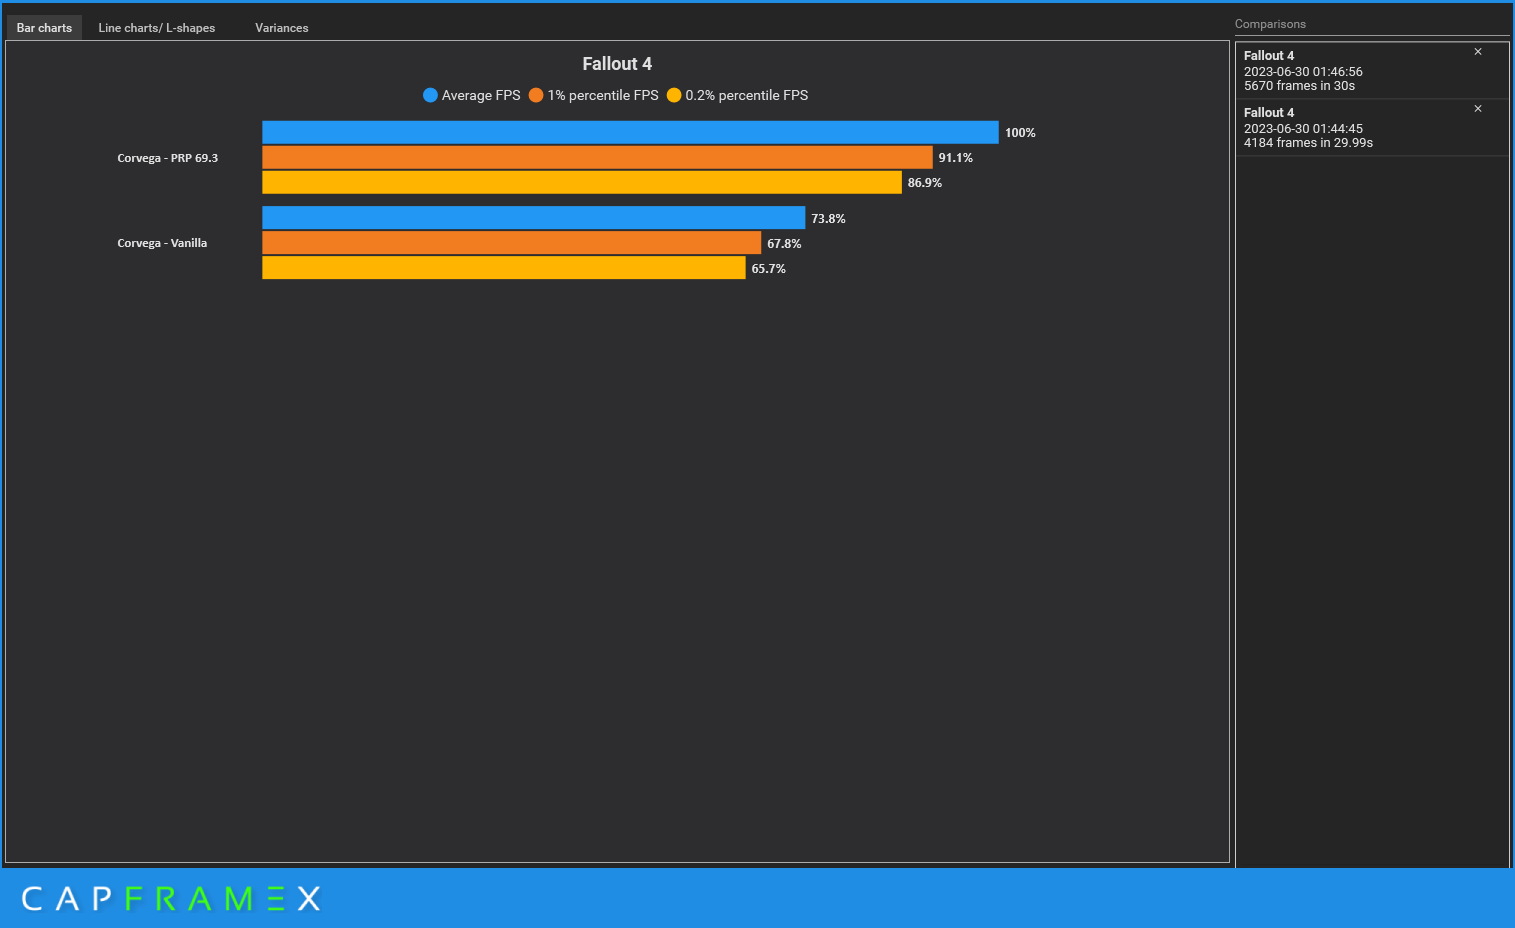 Bar charts
Line charts/ L-shapes
Variances
Fallout 4
Average FPS
1% percentile FPS
0.2% percentile FPS
Corvega - PRP 69.3
100%
91.1%
86.9%
Corvega - Vanilla
73.8%
67.8%
65.7%
Comparisons
Fallout 4
×
2023-06-30 01:46:56
5670 frames in 30s
Fallout 4
×
2023-06-30 01:44:45
4184 frames in 29.99s
CAPFRAMEX